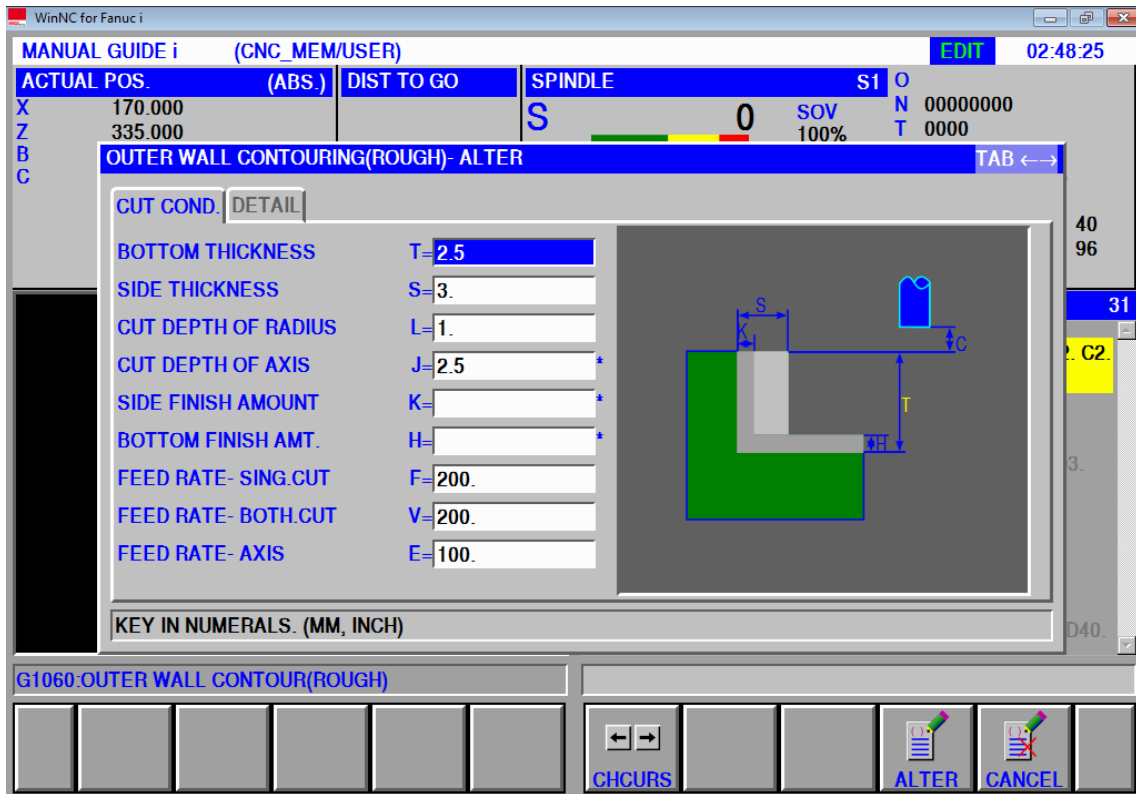 WinNC for Fanuc i
MANUAL GUIDE i (CNC_MEM/USER) EDIT 02:48:25
ACTUAL POS. (ABS.) DIST TO GO SPINDLE S1 O
X 170.000 S 0 SOV N 00000000
Z 335.000 100% T 0000
B
C
OUTER WALL CONTOURING(ROUGH)- ALTER TAB ←→
CUT COND. DETAIL
BOTTOM THICKNESS T=2.5
SIDE THICKNESS S=3.
CUT DEPTH OF RADIUS L=1.
CUT DEPTH OF AXIS J=2.5 *
SIDE FINISH AMOUNT K= *
BOTTOM FINISH AMT. H= *
FEED RATE- SING.CUT F=200.
FEED RATE- BOTH.CUT V=200.
FEED RATE- AXIS E=100.
S
K
C
T
H
40
96
31
2. C2.
3.
D40.
KEY IN NUMERALS. (MM, INCH)
G1060:OUTER WALL CONTOUR(ROUGH)
CHCURS ALTER CANCEL